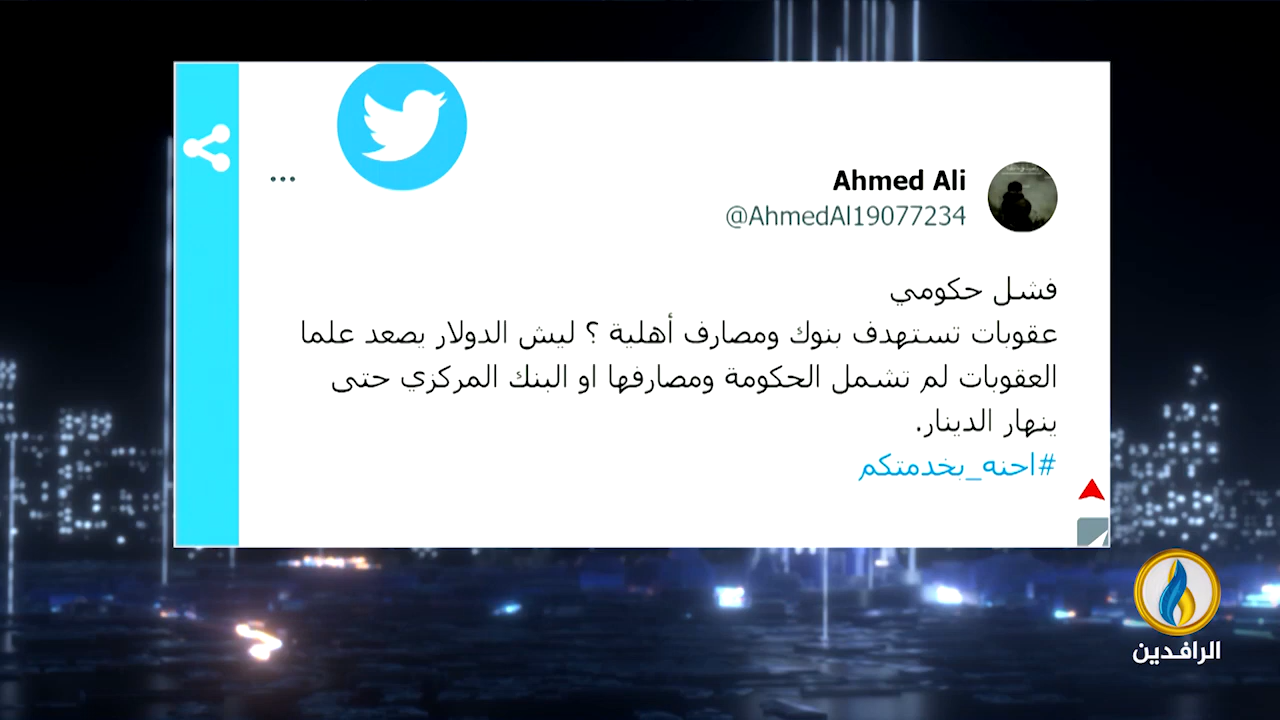 Ahmed Ali
@AhmedAl19077234
فشل حكومي
عقوبات تستهدف بنوك ومصارف أهلية ؟ ليش الدولار يصعد علما
العقوبات لم تشمل الحكومة ومصارفها او البنك المركزي حتى
ينهار الدينار.
#احنه_بخدمتكم
الرافدين